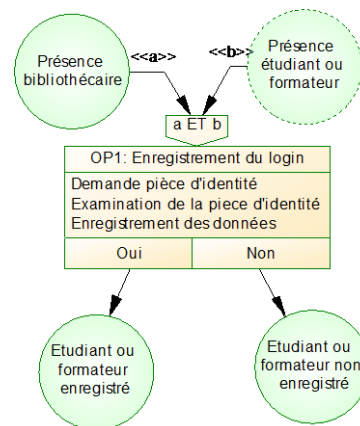 Présence
bibliothécaire
<<a>>
<<b>>
Présence
étudiant ou
formateur
a ET b
OP1: Enregistrement du login
Demande pièce d'identité
Examination de la piece d'identité
Enregistrement des données
Oui
Non
Etudiant ou
formateur
enregistré
Etudiant ou
formateur non
enregistré